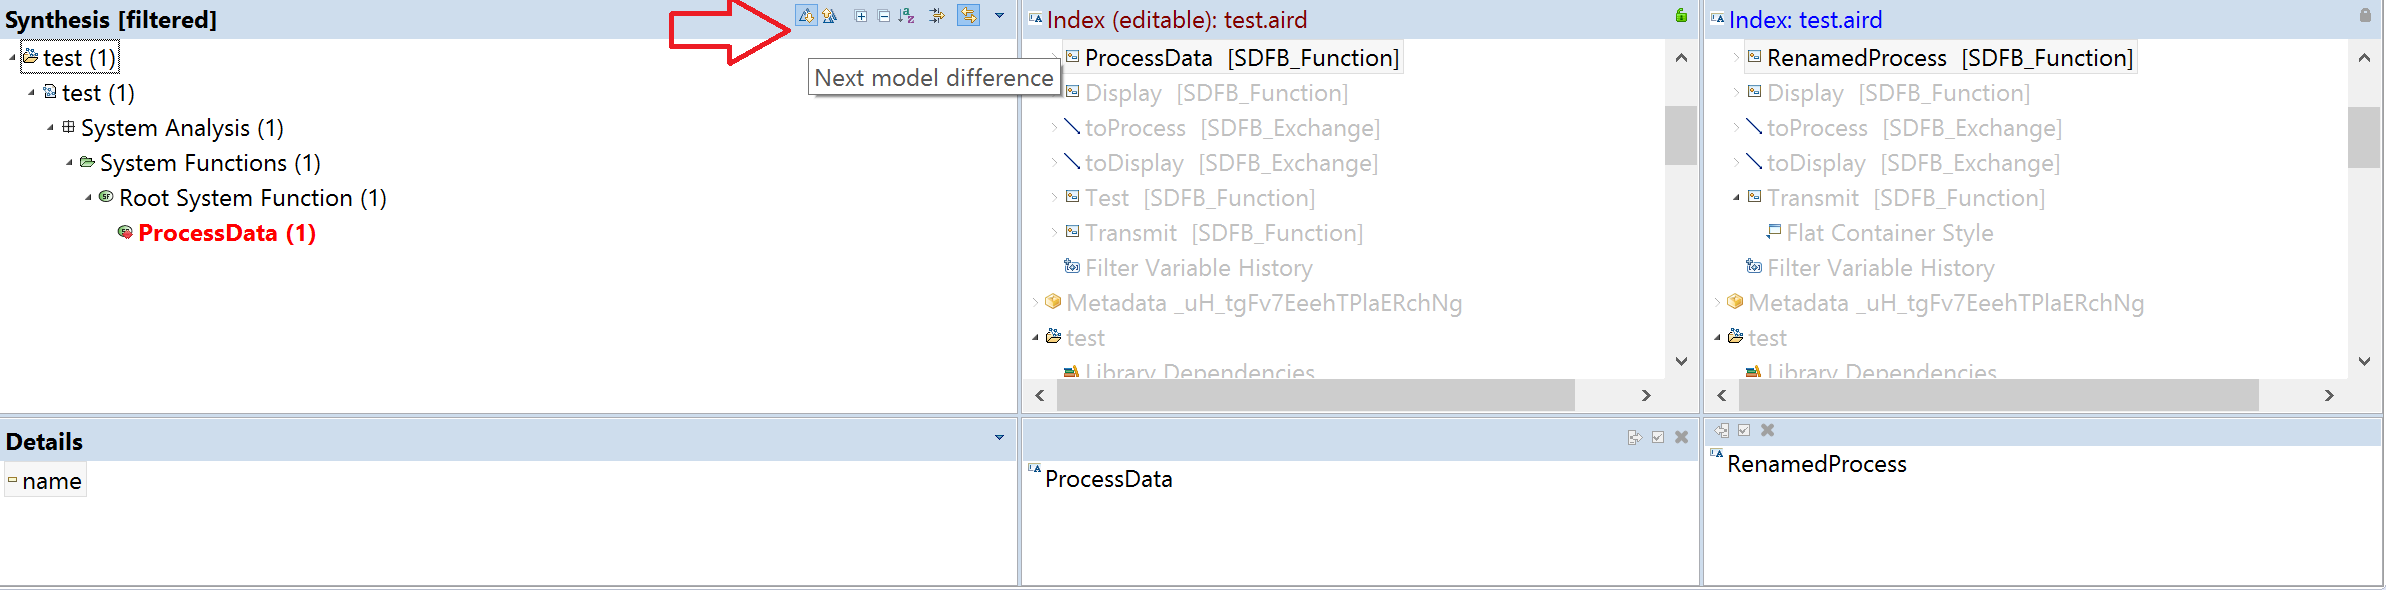 Synthesis [filtered]
test (1)
test (1)
System Analysis (1)
System Functions (1)
Root System Function (1)
ProcessData (1)
Next model difference
Index (editable): test.aird
ProcessData [SDFB_Function]
Display [SDFB_Function]
toProcess [SDFB_Exchange]
toDisplay [SDFB_Exchange]
Test [SDFB_Function]
Transmit [SDFB_Function]
Filter Variable History
Metadata _uH_tgFv7EeehTPlaERchNg
test
Library Dependencies
Index: test.aird
RenamedProcess [SDFB_Function]
Display [SDFB_Function]
toProcess [SDFB_Exchange]
toDisplay [SDFB_Exchange]
Transmit [SDFB_Function]
Flat Container Style
Filter Variable History
Metadata _uH_tgFv7EeehTPlaERchNg
test
Library Dependencies
Details
name
ProcessData
RenamedProcess